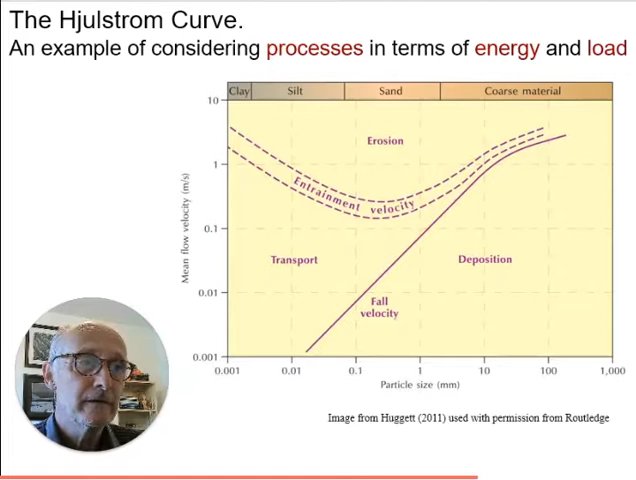 The Hjulstrom Curve.
An example of considering processes in terms of energy and load
Clay Silt Sand Coarse material
10
Erosion
1
Entrainment velocity
Mean flow velocity (m/s)
0.1
Transport Deposition
0.01
Fall
velocity
0.001
0.001 0.01 0.1 1 10 100 1,000
Particle size (mm)
Image from Huggett (2011) used with permission from Routledge